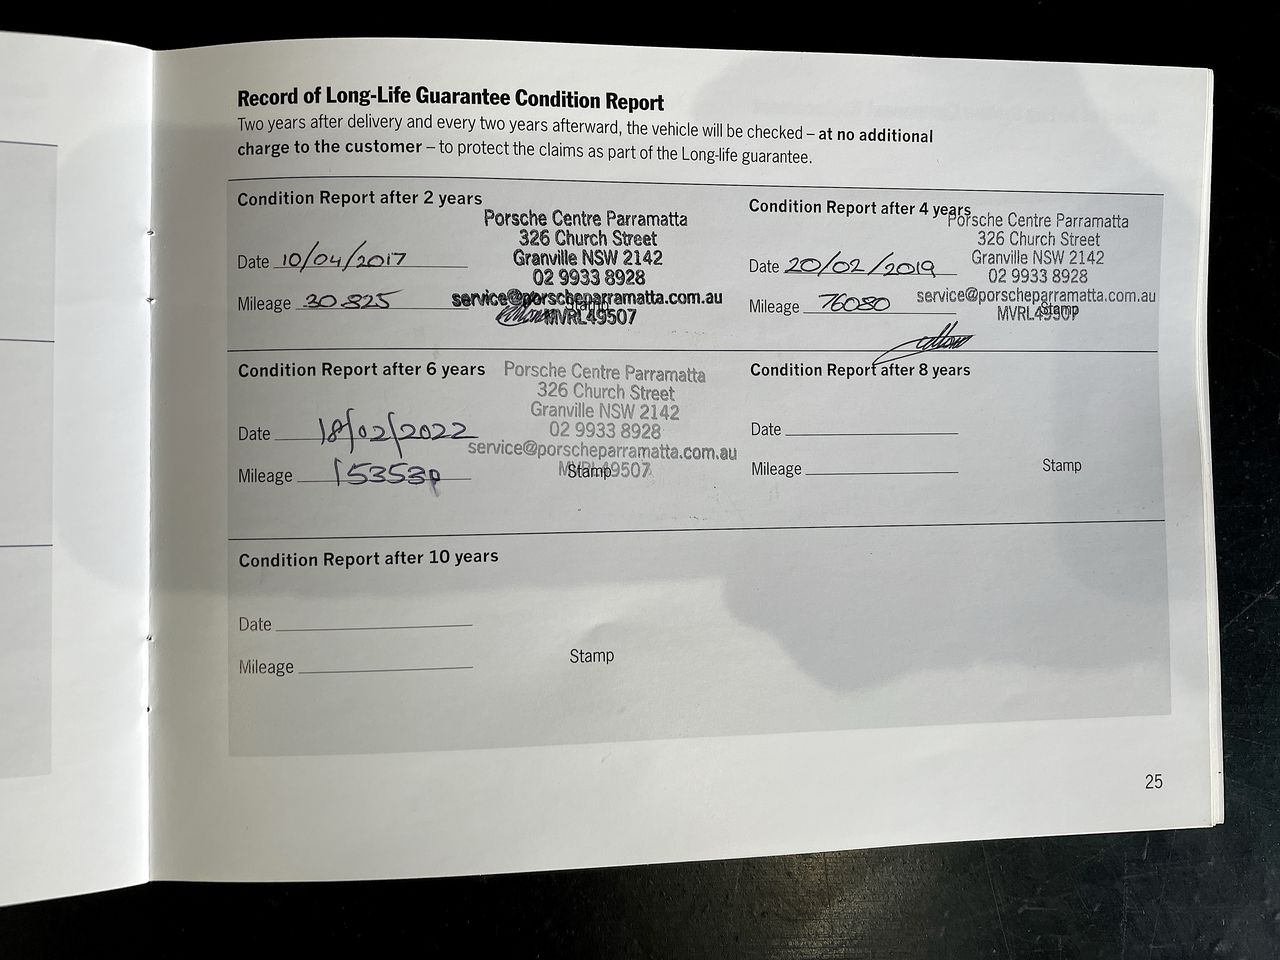 Record of Long-Life Guarantee Condition Report
Two years after delivery and every two years afterward, the vehicle will be checked – at no additional
charge to the customer – to protect the claims as part of the Long-life guarantee.
Condition Report after 2 years
Porsche Centre Parramatta
326 Church Street
Granville NSW 2142
02 9933 8928
service@porscheparramatta.com.au
MVRL49507
Date 10/04/2017
Mileage 30825
Stamp
Condition Report after 4 years
Porsche Centre Parramatta
326 Church Street
Granville NSW 2142
02 9933 8928
service@porscheparramatta.com.au
MVRL49507
Date 20/02/2019
Mileage 76080
Stamp
Condition Report after 6 years
Porsche Centre Parramatta
326 Church Street
Granville NSW 2142
02 9933 8928
service@porscheparramatta.com.au
MVRL49507
Date 18/02/2022
Mileage
Stamp
Condition Report after 8 years
Date
Mileage
Stamp
Condition Report after 10 years
Date
Mileage
Stamp
25